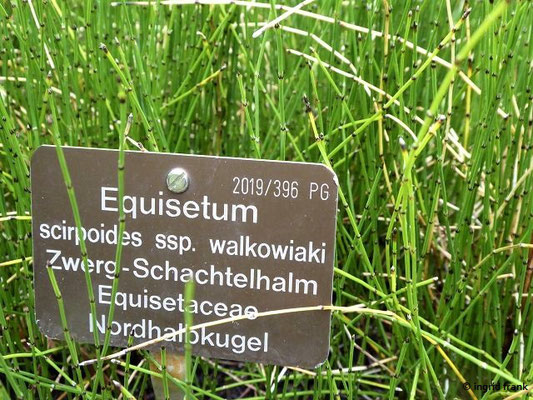 2019/396 PG
Equisetum
scirpoides ssp. walkowiaki
Zwerg-Schachtelhalm
Equisetaceae
Nordhalbkugel
© ingrid frank